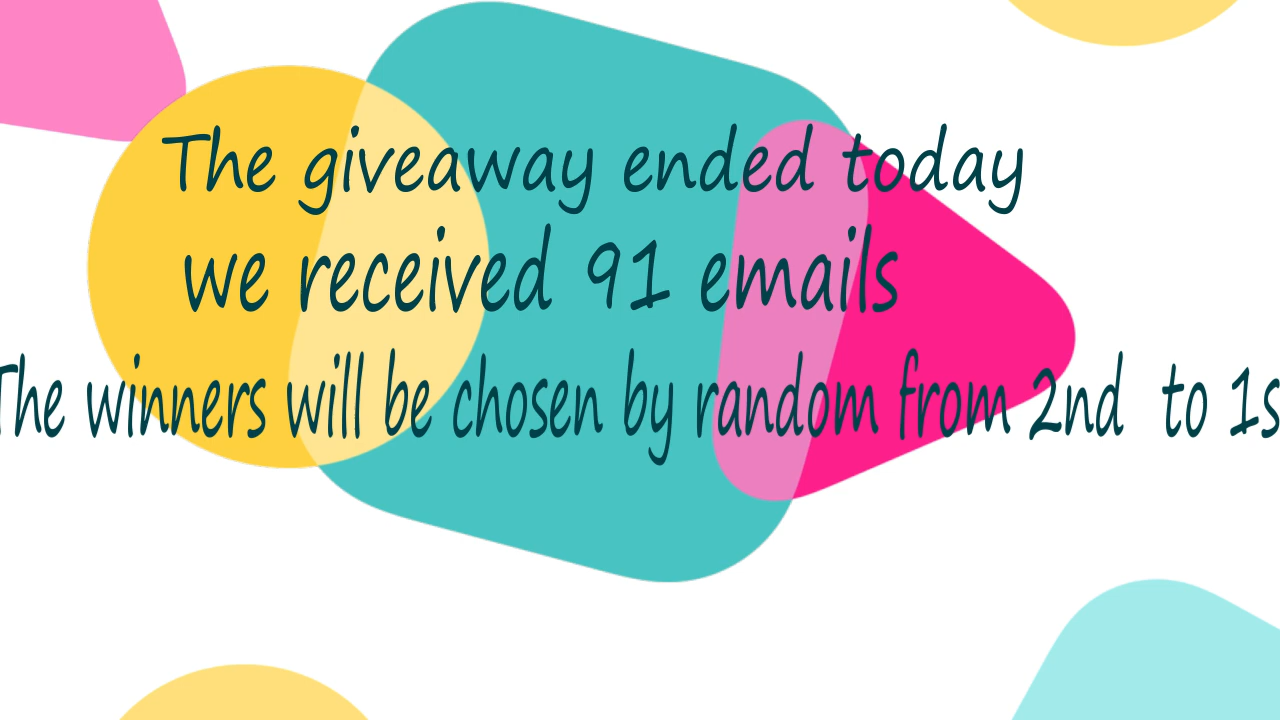 The giveaway ended today
we received 91 emails
The winners will be chosen by random from 2nd to 1s